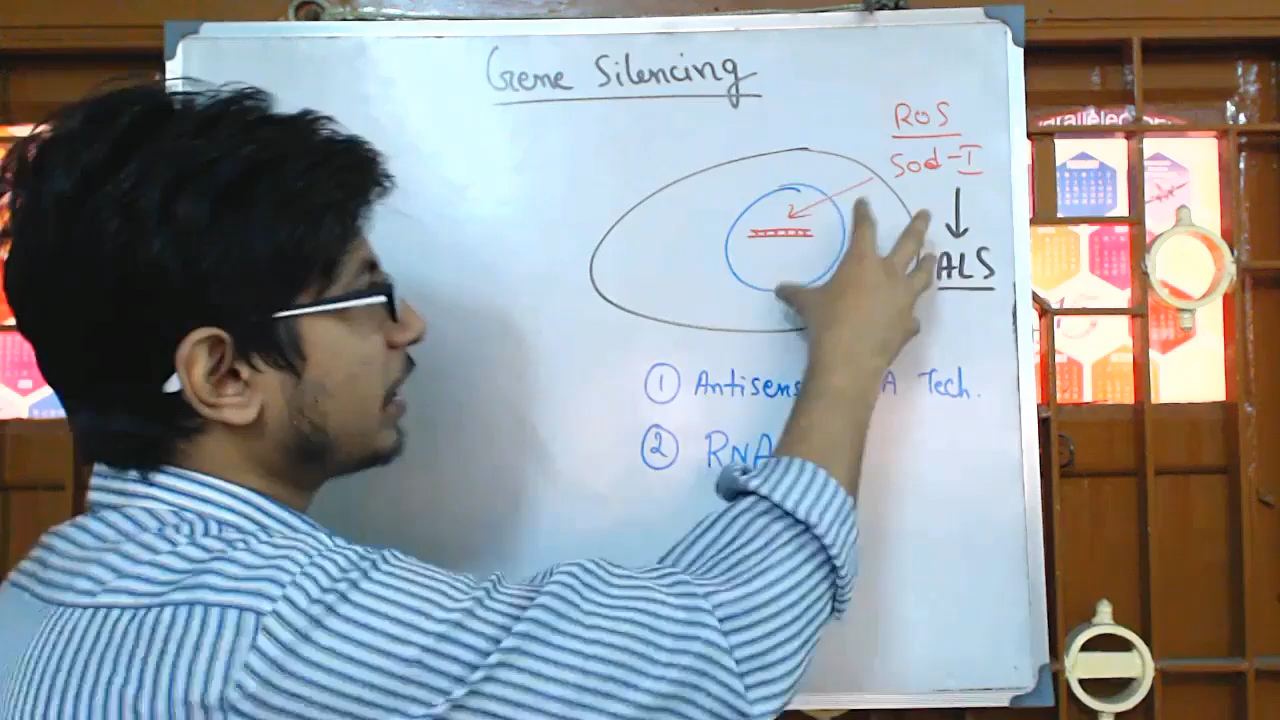 Gene Silencing
ROS
Sod-I
ALS
① Antisens A Tech.
② RNA